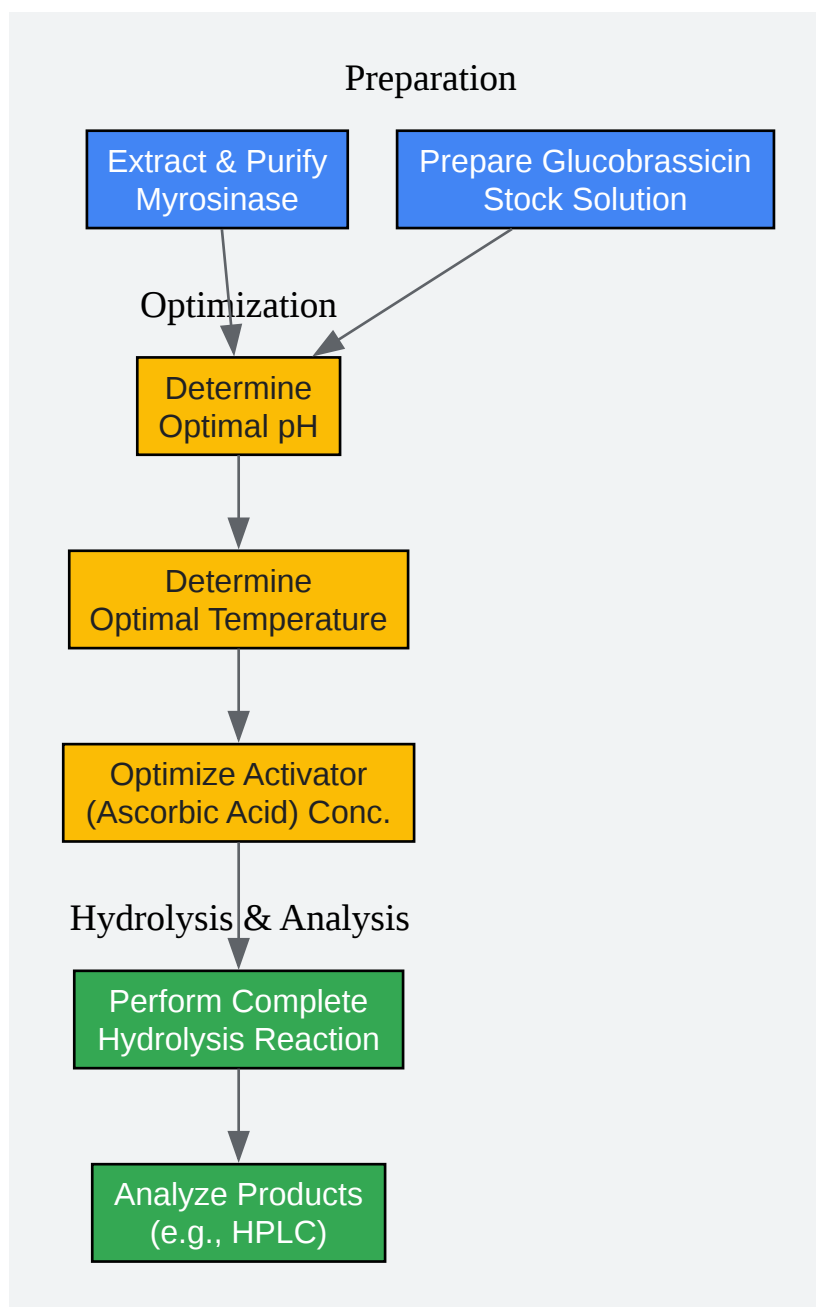 Preparation
Extract & Purify
Myrosinase
Prepare Glucobrassicin
Stock Solution
Optimization
Determine
Optimal pH
Determine
Optimal Temperature
Optimize Activator
(Ascorbic Acid) Conc.
Hydrolysis & Analysis
Perform Complete
Hydrolysis Reaction
Analyze Products
(e.g., HPLC)